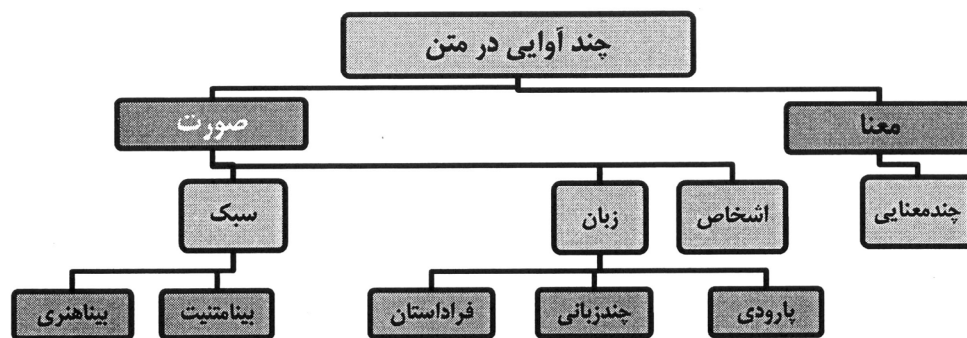 چند آوایی در متن
معنا
صورت
چندمعنایی
اشخاص
زبان
سبک
پارودی
چندزبانی
فراداستان
بینامتنیت
بیناهنری